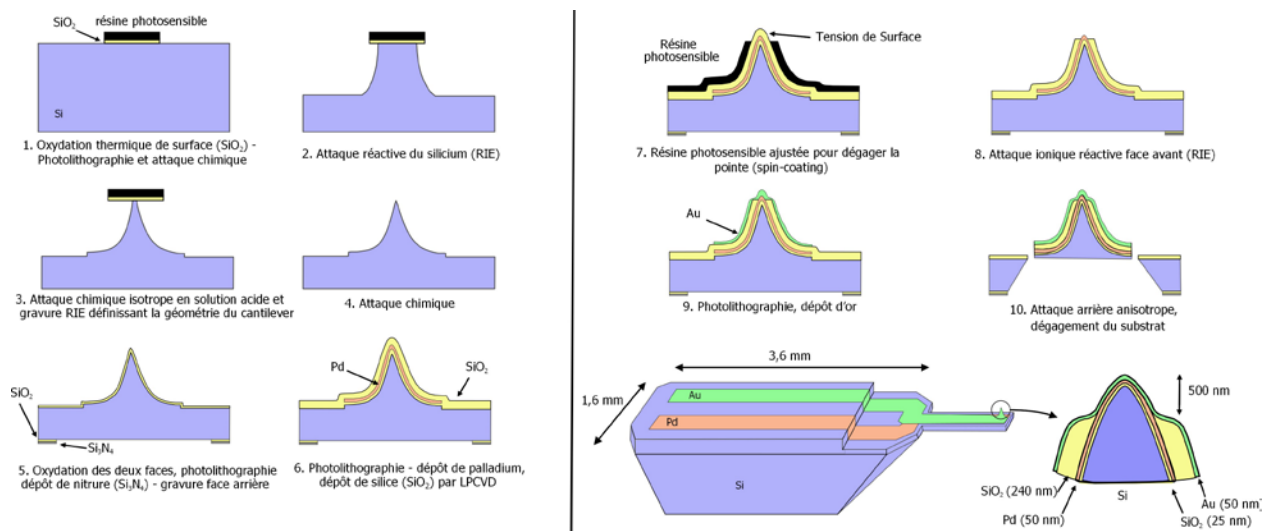 SiO₂
résine photosensible
Si
1. Oxydation thermique de surface (SiO₂) -
Photolithographie et attaque chimique
2. Attaque réactive du silicium (RIE)
3. Attaque chimique isotrope en solution acide et
gravure RIE définissant la géométrie du cantilever
4. Attaque chimique
SiO₂
Si₃N₄
5. Oxydation des deux faces, photolithographie
dépôt de nitrure (Si₃N₄) - gravure face arrière
Pd
SiO₂
6. Photolithographie - dépôt de palladium,
dépôt de silice (SiO₂) par LPCVD
Résine
photosensible
Tension de Surface
7. Résine photosensible ajustée pour dégager la
pointe (spin-coating)
8. Attaque ionique réactive face avant (RIE)
Au
9. Photolithographie, dépôt d'or
10. Attaque arrière anisotrope,
dégagement du substrat
3,6 mm
1,6 mm
Au
Pd
Si
500 nm
SiO₂ (240 nm)
Pd (50 nm)
Si
Au (50 nm)
SiO₂ (25 nm)